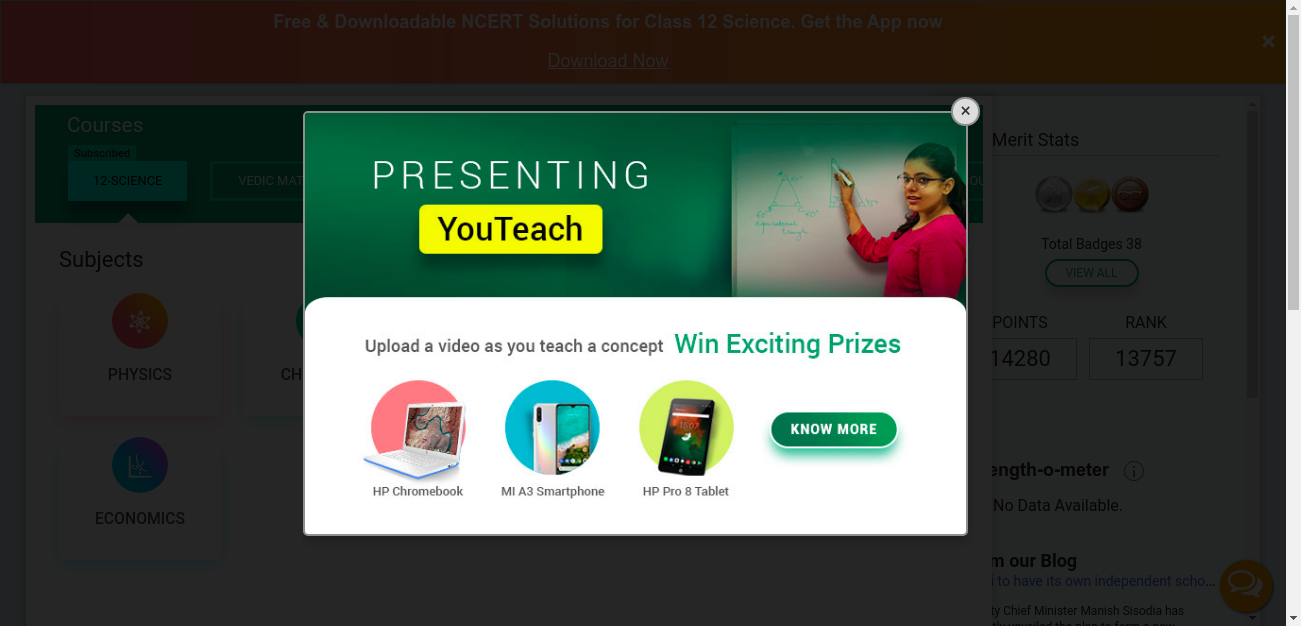 Free & Downloadable NCERT Solutions for Class 12 Science. Get the App now
Download Now
Courses
Subscribed
12-SCIENCE
VEDIC MAT
Subjects
PHYSICS
CH
ECONOMICS
PRESENTING
YouTeach
Upload a video as you teach a concept Win Exciting Prizes
HP Chromebook
MI A3 Smartphone
HP Pro 8 Tablet
KNOW MORE
Merit Stats
Total Badges 38
VIEW ALL
POINTS
RANK
14280
13757
ength-o-meter
No Data Available.
m our Blog
to have its own independent scho...
Chief Minister Manish Sisodia has